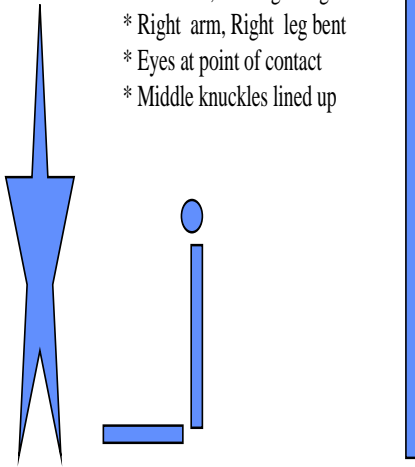 * Right arm, Right leg bent
* Eyes at point of contact
* Middle knuckles lined up